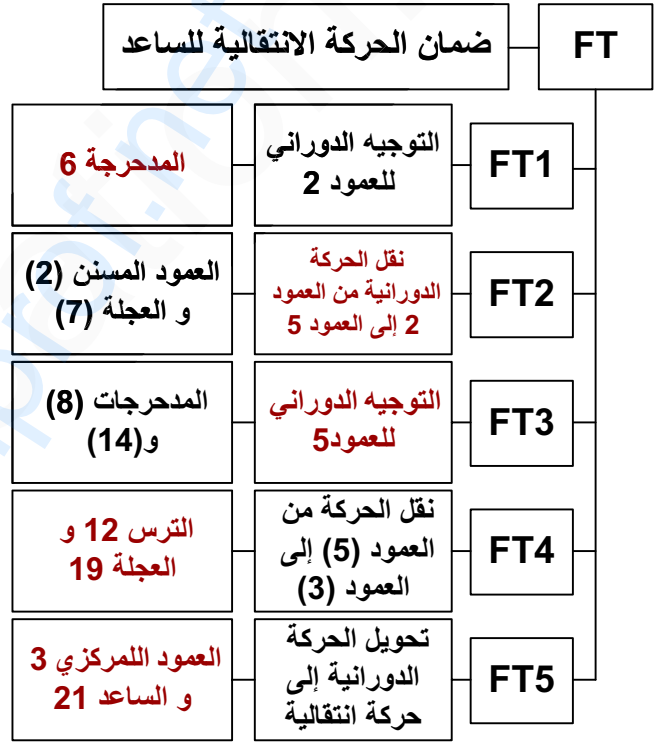 FT
ضمان الحركة الانتقالية للساعد
FT1
التوجيه الدوراني
للعمود 2
المدحرجة 6
FT2
نقل الحركة
الدورانية من العمود
2 إلى العمود 5
العمود المسنن (2)
و العجلة (7)
FT3
التوجيه الدوراني
للعمود5
المدحرجات (8)
و(14)
FT4
نقل الحركة من
العمود (5) إلى
العمود (3)
الترس 12 و
العجلة 19
FT5
تحويل الحركة
الدورانية إلى
حركة انتقالية
العمود اللمركزي 3
و الساعد 21